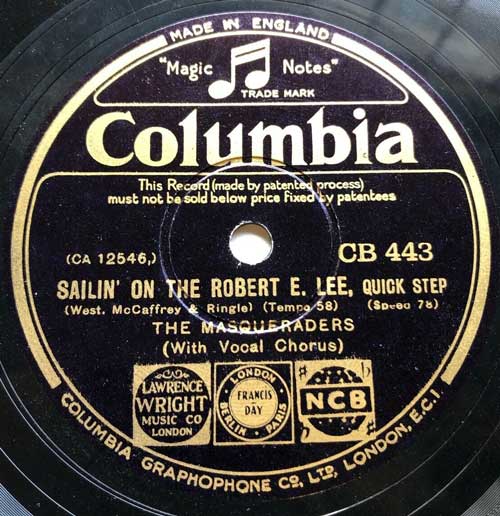 MADE IN ENGLAND
"Magic Notes"
TRADE MARK
Columbia
This Record (made by patented process)
must not be sold below price fixed by patentees
(CA 12546,) CB 443
SAILIN' ON THE ROBERT E. LEE, QUICK STEP
(West. McCaffrey & Ringle) (Tempo 58) (Speed 78)
THE MASQUERADERS
(With Vocal Chorus)
LAWRENCE
WRIGHT
MUSIC CO
LONDON
LONDON
FRANCIS
DAY
BERLIN PARIS
NCB
COLUMBIA GRAPHOPHONE CO, LTD, LONDON, E.C.1.